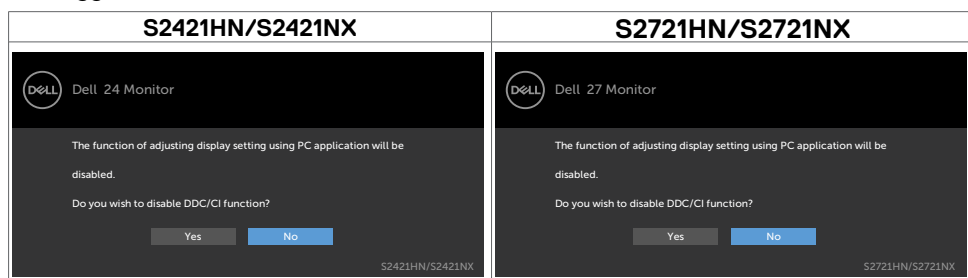 S2421HN/S2421NX
S2721HN/S2721NX
DELL Dell 24 Monitor
The function of adjusting display setting using PC application will be
disabled.
Do you wish to disable DDC/CI function?
Yes No
S2421HN/S2421NX
DELL Dell 27 Monitor
The function of adjusting display setting using PC application will be
disabled.
Do you wish to disable DDC/CI function?
Yes No
S2721HN/S2721NX